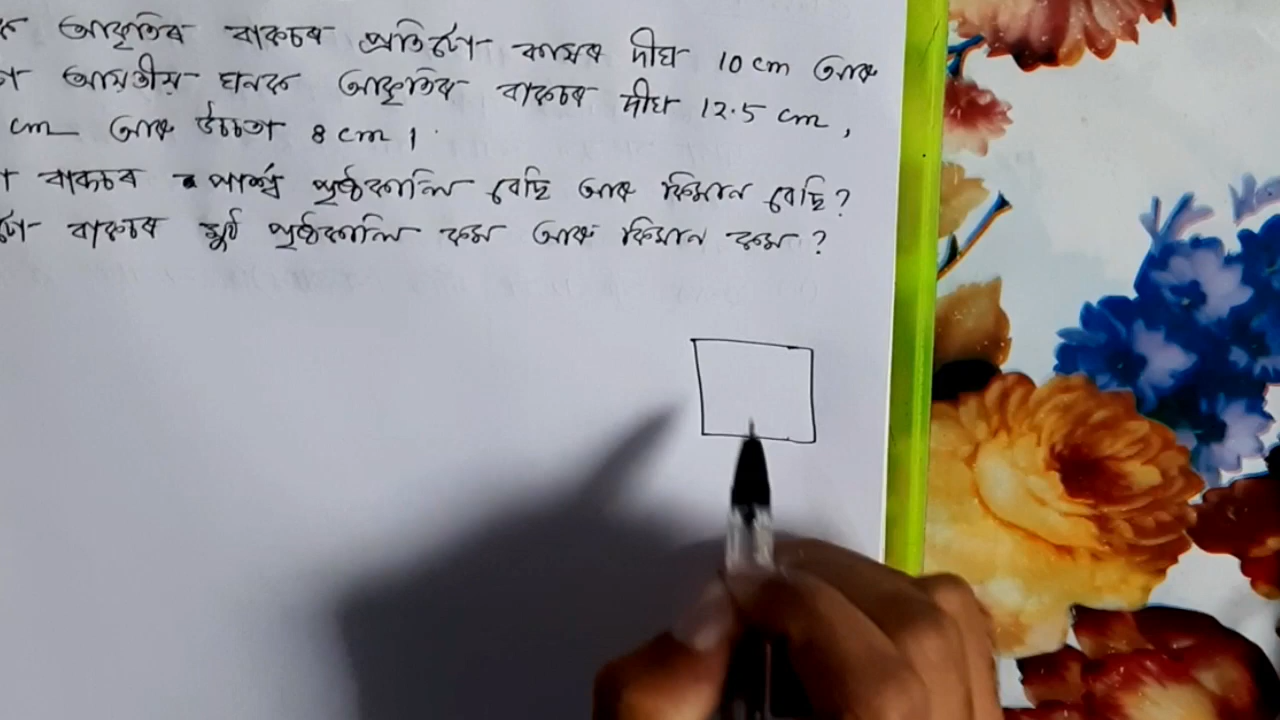 আকৃতিৰ বাকচৰ প্ৰতিটো কাষৰ দীঘ 10 cm আৰু
আয়তীয় ঘনক আকৃতিৰ বাকচৰ দীঘ 12.5 cm,
cm আৰু উচ্চতা 8 cm।
বাকচৰ পাৰ্শ্ব পৃষ্ঠকালি বেছি আৰু কিমান বেছি?
বাকচৰ মুঠ পৃষ্ঠকালি কম আৰু কিমান কম?